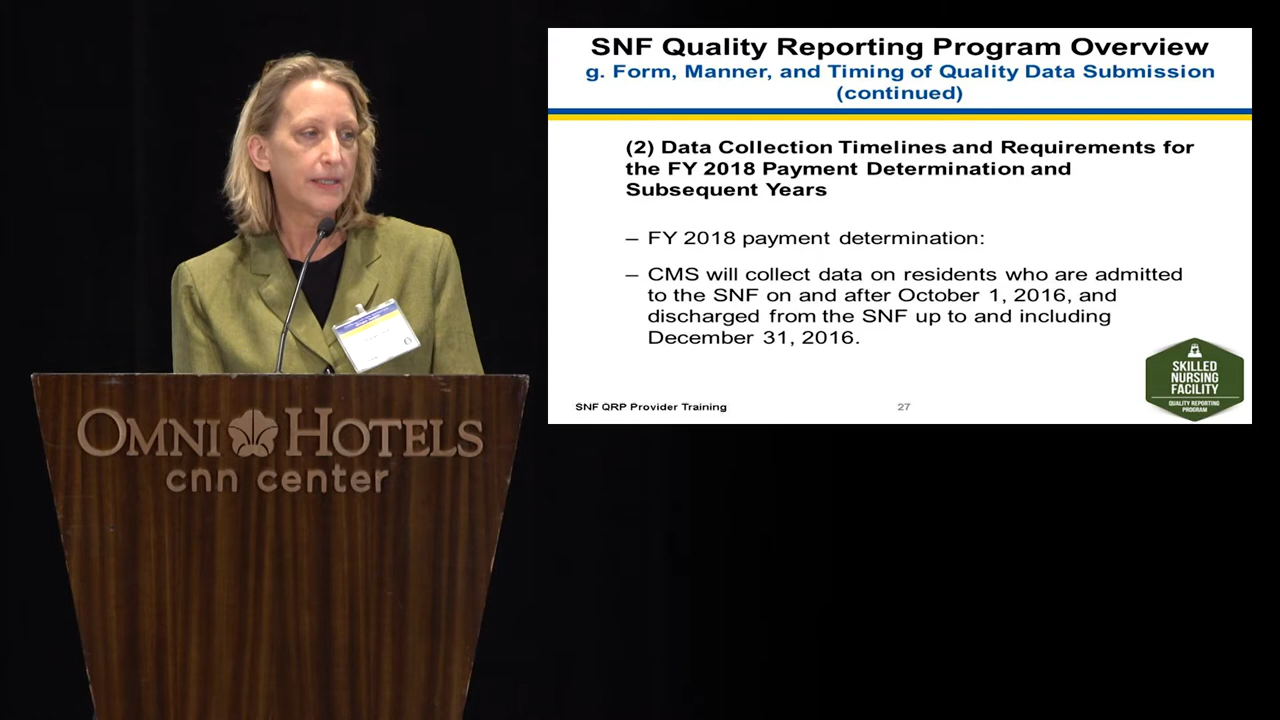 SNF Quality Reporting Program Overview
g. Form, Manner, and Timing of Quality Data Submission
(continued)
(2) Data Collection Timelines and Requirements for
the FY 2018 Payment Determination and
Subsequent Years
– FY 2018 payment determination:
– CMS will collect data on residents who are admitted
to the SNF on and after October 1, 2016, and
discharged from the SNF up to and including
December 31, 2016.
SNF QRP Provider Training
27
SKILLED
NURSING
FACILITY
QUALITY REPORTING
PROGRAM
OMNI HOTELS
cnn center